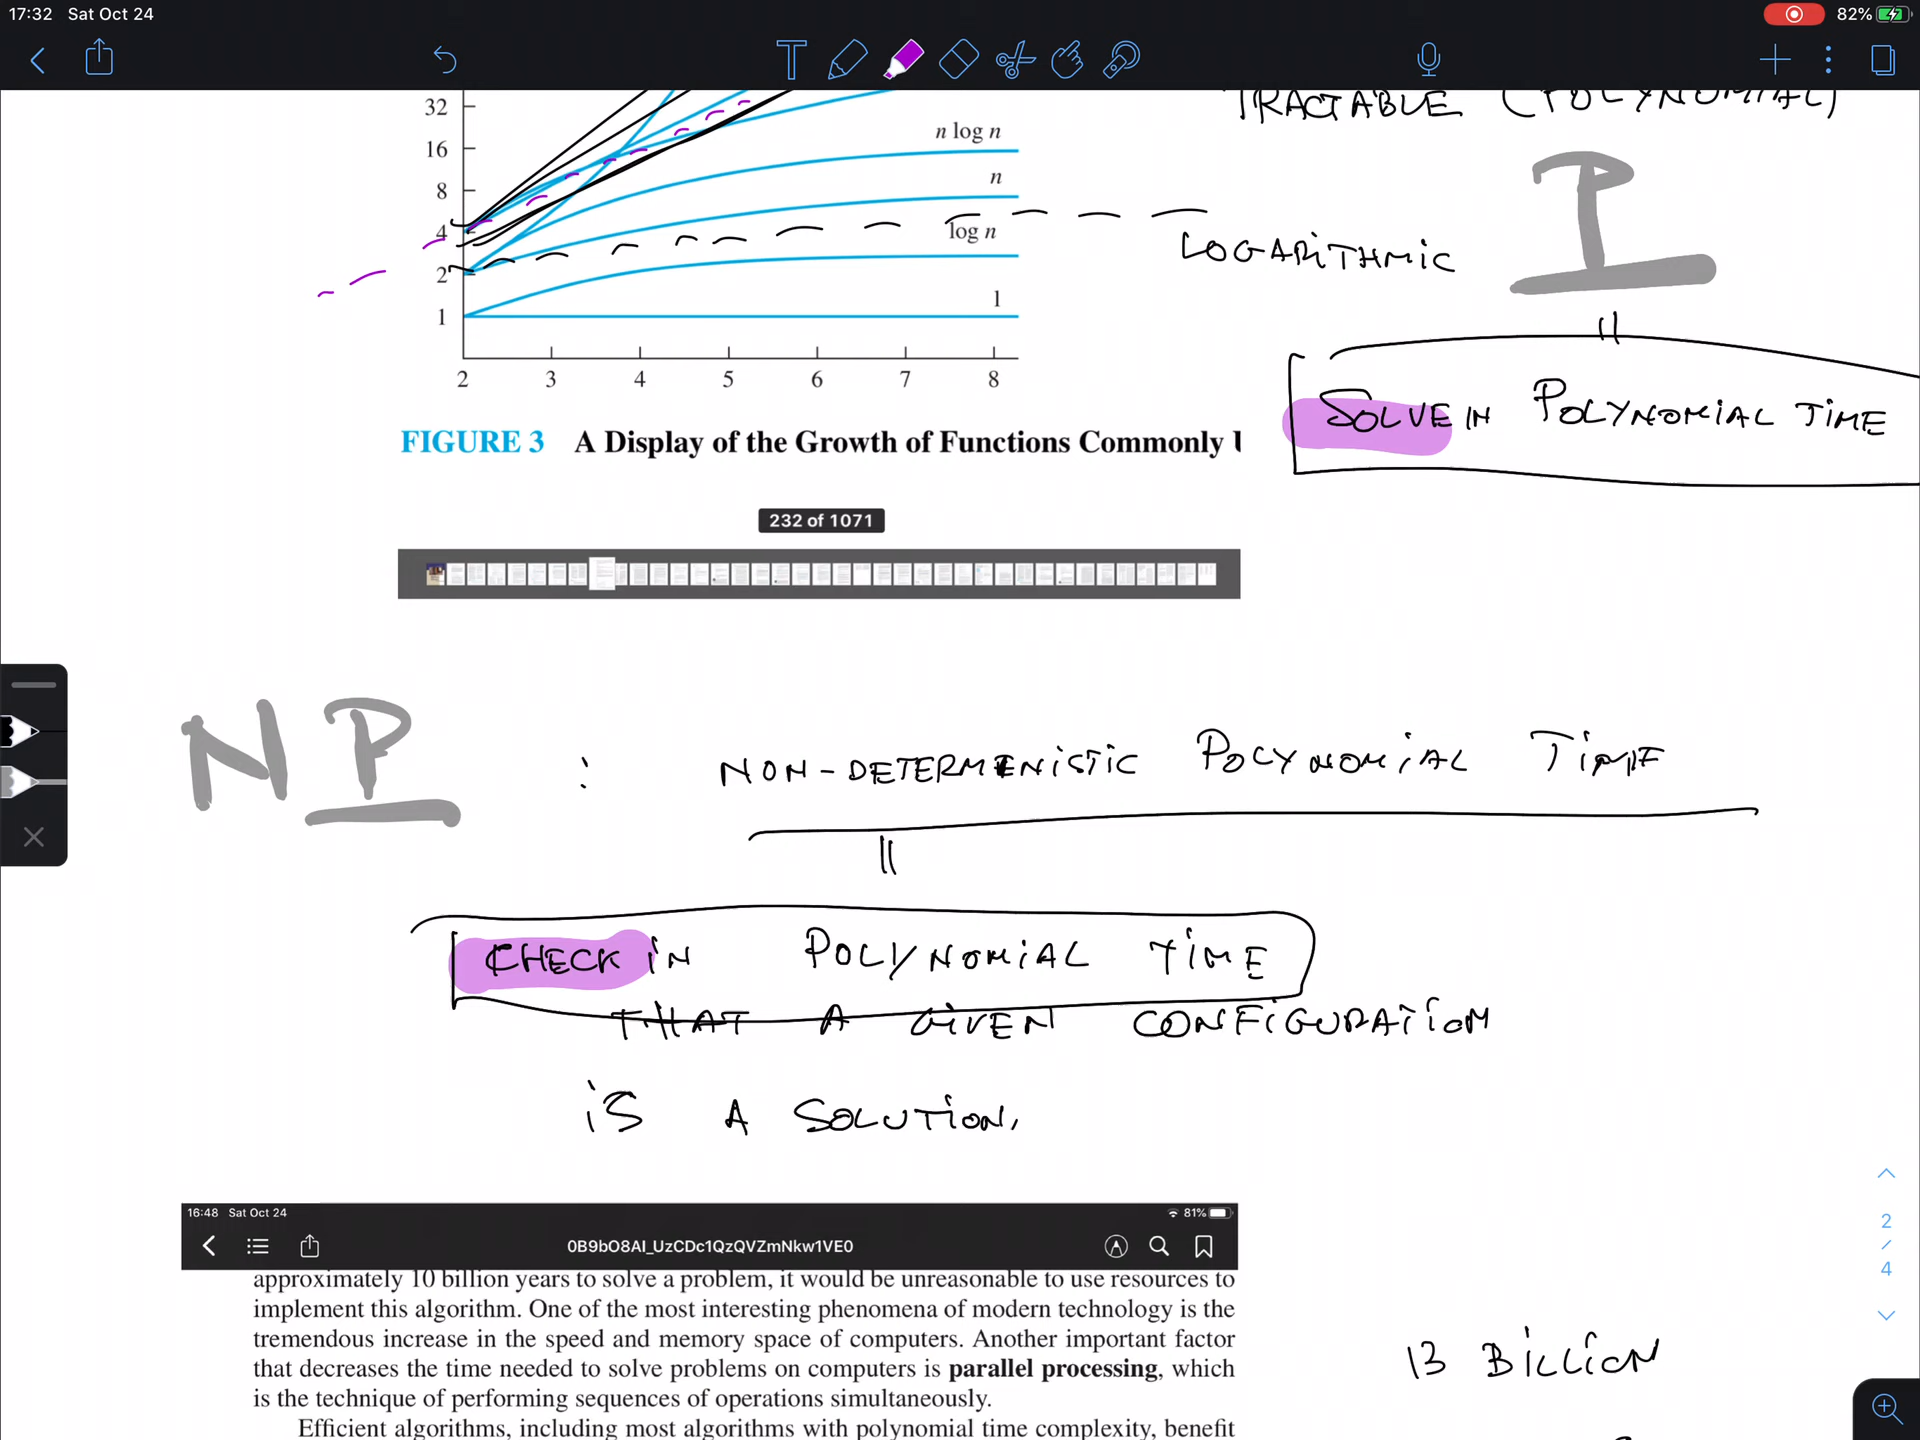 17:32 Sat Oct 24
82%
TRACTABLE (POLYNOMIAL)
32
16
8
4
2
1
n log n
n
log n
1
2 3 4 5 6 7 8
LOGARITHMIC
P
SOLVE IN POLYNOMIAL TIME
FIGURE 3 A Display of the Growth of Functions Commonly
232 of 1071
NP : NON-DETERMENISTIC POLYNOMIAL TIME
CHECK IN POLYNOMIAL TIME
THAT A GIVEN CONFIGURATION
IS A SOLUTION.
16:48 Sat Oct 24
81%
0B9bO8AI_UzCDc1QzQVZmNkw1VE0
approximately 10 billion years to solve a problem, it would be unreasonable to use resources to
implement this algorithm. One of the most interesting phenomena of modern technology is the
tremendous increase in the speed and memory space of computers. Another important factor
that decreases the time needed to solve problems on computers is parallel processing, which
is the technique of performing sequences of operations simultaneously.
Efficient algorithms, including most algorithms with polynomial time complexity, benefit
13 BILLION
2
/
4